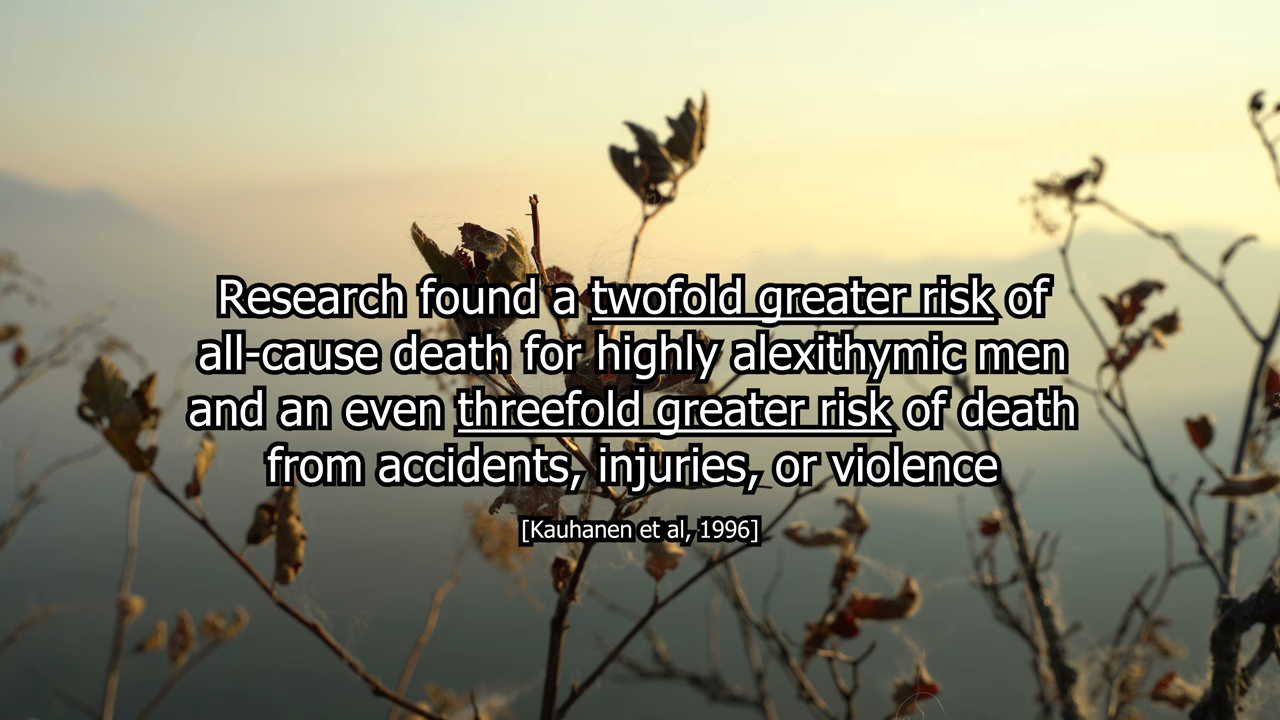 Research found a twofold greater risk of
all-cause death for highly alexithymic men
and an even threefold greater risk of death
from accidents, injuries, or violence
[Kauhanen et al, 1996]